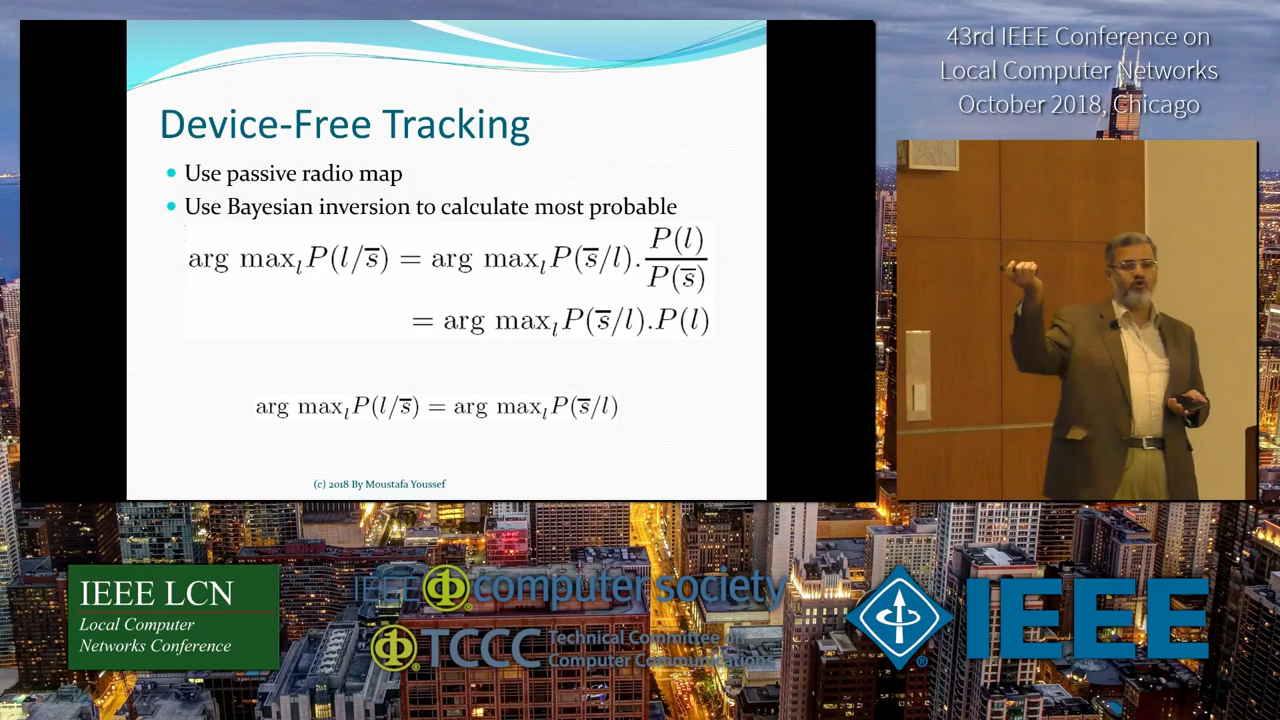 43rd IEEE Conference on
Local Computer Networks
October 2018, Chicago
Device-Free Tracking
• Use passive radio map
• Use Bayesian inversion to calculate most probable
arg max_l P(l/s̅) = arg max_l P(s̅/l).P(l)/P(s̅)
= arg max_l P(s̅/l).P(l)
arg max_l P(l/s̅) = arg max_l P(s̅/l)
(c) 2018 By Moustafa Youssef
IEEE LCN
Local Computer
Networks Conference
IEEE computer society
TCCC Technical Committee on
Computer Communications
IEEE
®